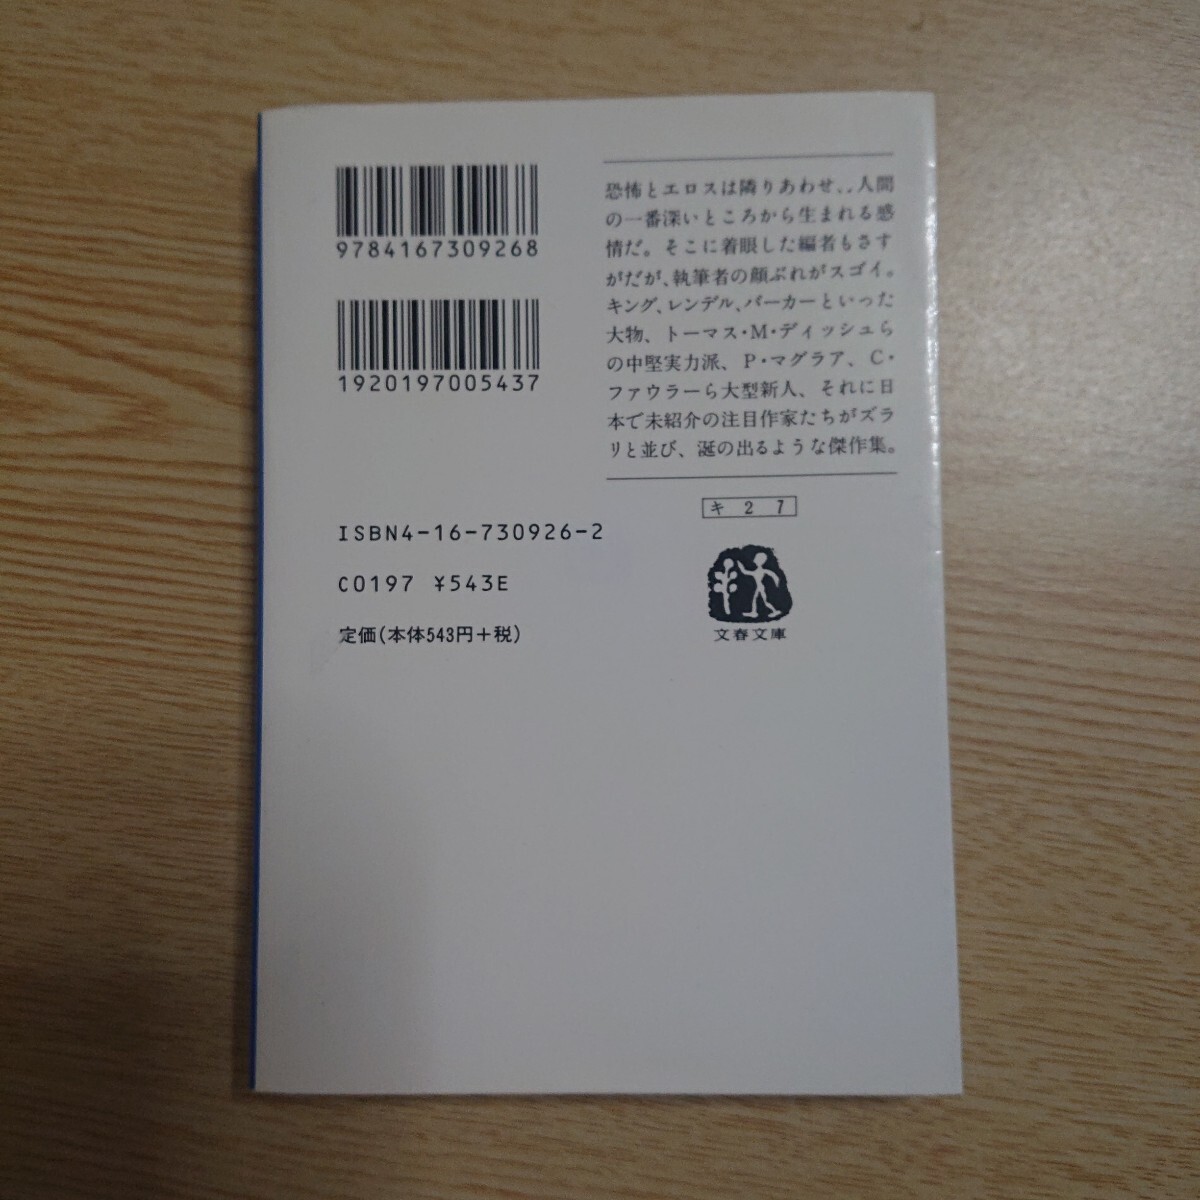 9784167309268
1920197005437
ISBN4-16-730926-2
C0197 ¥543E
定価(本体543円+税)
恐怖とエロスは隣りあわせ、、人間
の一番深いところから生まれる感
情だ。そこに着眼した編者もさす
がだが、執筆者の顔ぶれがスゴイ。
キング、レンデル、バーカーといった
大物、トーマス・M・ディッシュら
の中堅実力派、P・マグラア、C・
ファウラーら大型新人、それに日
本で未紹介の注目作家たちがズラ
リと並び、涎の出るような傑作集。
キ 2 7
文春文庫